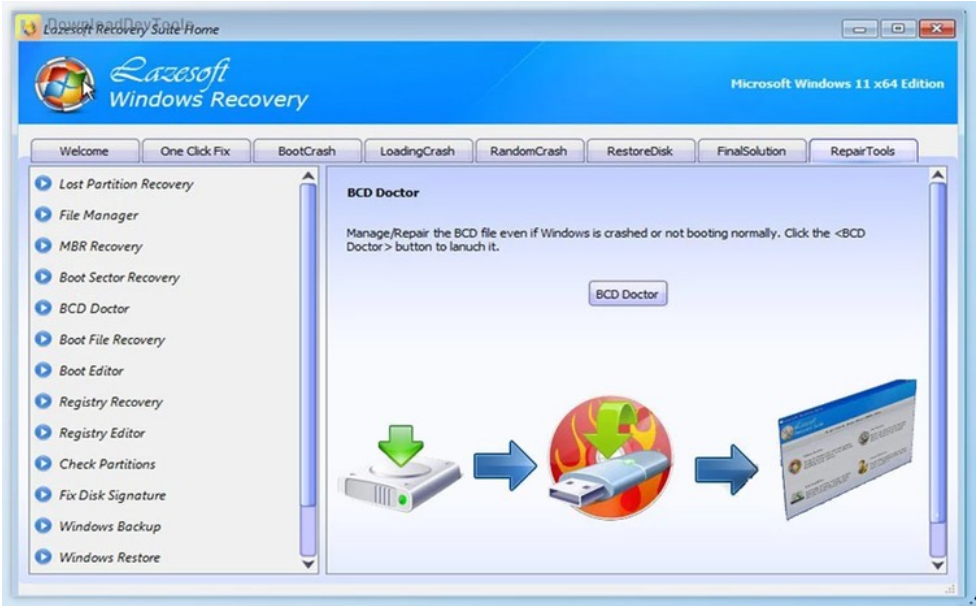 DownloadDevTools
Lazesoft Recovery Suite Home
Lazesoft
Windows Recovery
Microsoft Windows 11 x64 Edition
Welcome One Click Fix BootCrash LoadingCrash RandomCrash RestoreDisk FinalSolution RepairTools
Lost Partition Recovery
File Manager
MBR Recovery
Boot Sector Recovery
BCD Doctor
Boot File Recovery
Boot Editor
Registry Recovery
Registry Editor
Check Partitions
Fix Disk Signature
Windows Backup
Windows Restore
BCD Doctor
Manage/Repair the BCD file even if Windows is crashed or not booting normally. Click the <BCD
Doctor> button to lanuch it.
BCD Doctor